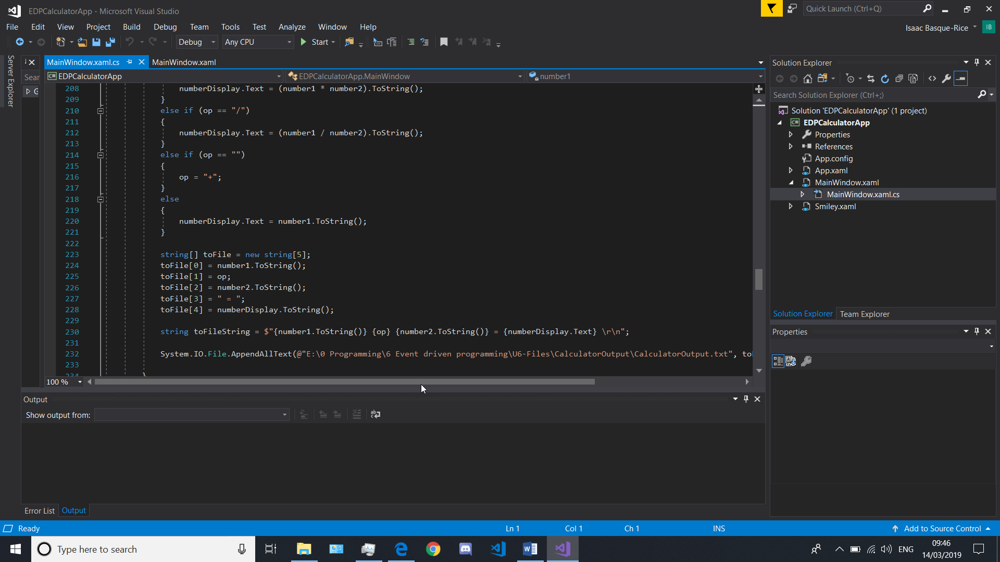 EDPCalculatorApp - Microsoft Visual Studio
Quick Launch (Ctrl+Q)
File Edit View Project Build Debug Team Tools Test Analyze Window Help
Isaac Basque-Rice IB
Debug Any CPU Start
Server Explorer
MainWindow.xaml.cs MainWindow.xaml
Sear
G
EDPCalculatorApp EDPCalculatorApp.MainWindow number1
208 numberDisplay.Text = (number1 * number2).ToString();
209 }
210 else if (op == "/")
211 {
212 numberDisplay.Text = (number1 / number2).ToString();
213 }
214 else if (op == "")
215 {
216 op = "+";
217 }
218 else
219 {
220 numberDisplay.Text = number1.ToString();
221 }
222
223 string[] toFile = new string[5];
224 toFile[0] = number1.ToString();
225 toFile[1] = op;
226 toFile[2] = number2.ToString();
227 toFile[3] = " = ";
228 toFile[4] = numberDisplay.ToString();
229
230 string toFileString = $"{number1.ToString()} {op} {number2.ToString()} = {numberDisplay.Text} \r\n";
231
232 System.IO.File.AppendAllText(@"E:\0 Programming\6 Event driven programming\U6-Files\CalculatorOutput\CalculatorOutput.txt", to
233
234 }
100 %
Output
Show output from:
Error List Output
Solution Explorer
Search Solution Explorer (Ctrl+;)
Solution 'EDPCalculatorApp' (1 project)
C# EDPCalculatorApp
Properties
References
App.config
App.xaml
MainWindow.xaml
MainWindow.xaml.cs
Smiley.xaml
Solution Explorer Team Explorer
Properties
Ready Ln 1 Col 1 Ch 1 INS Add to Source Control
Type here to search
ENG
09:46
14/03/2019